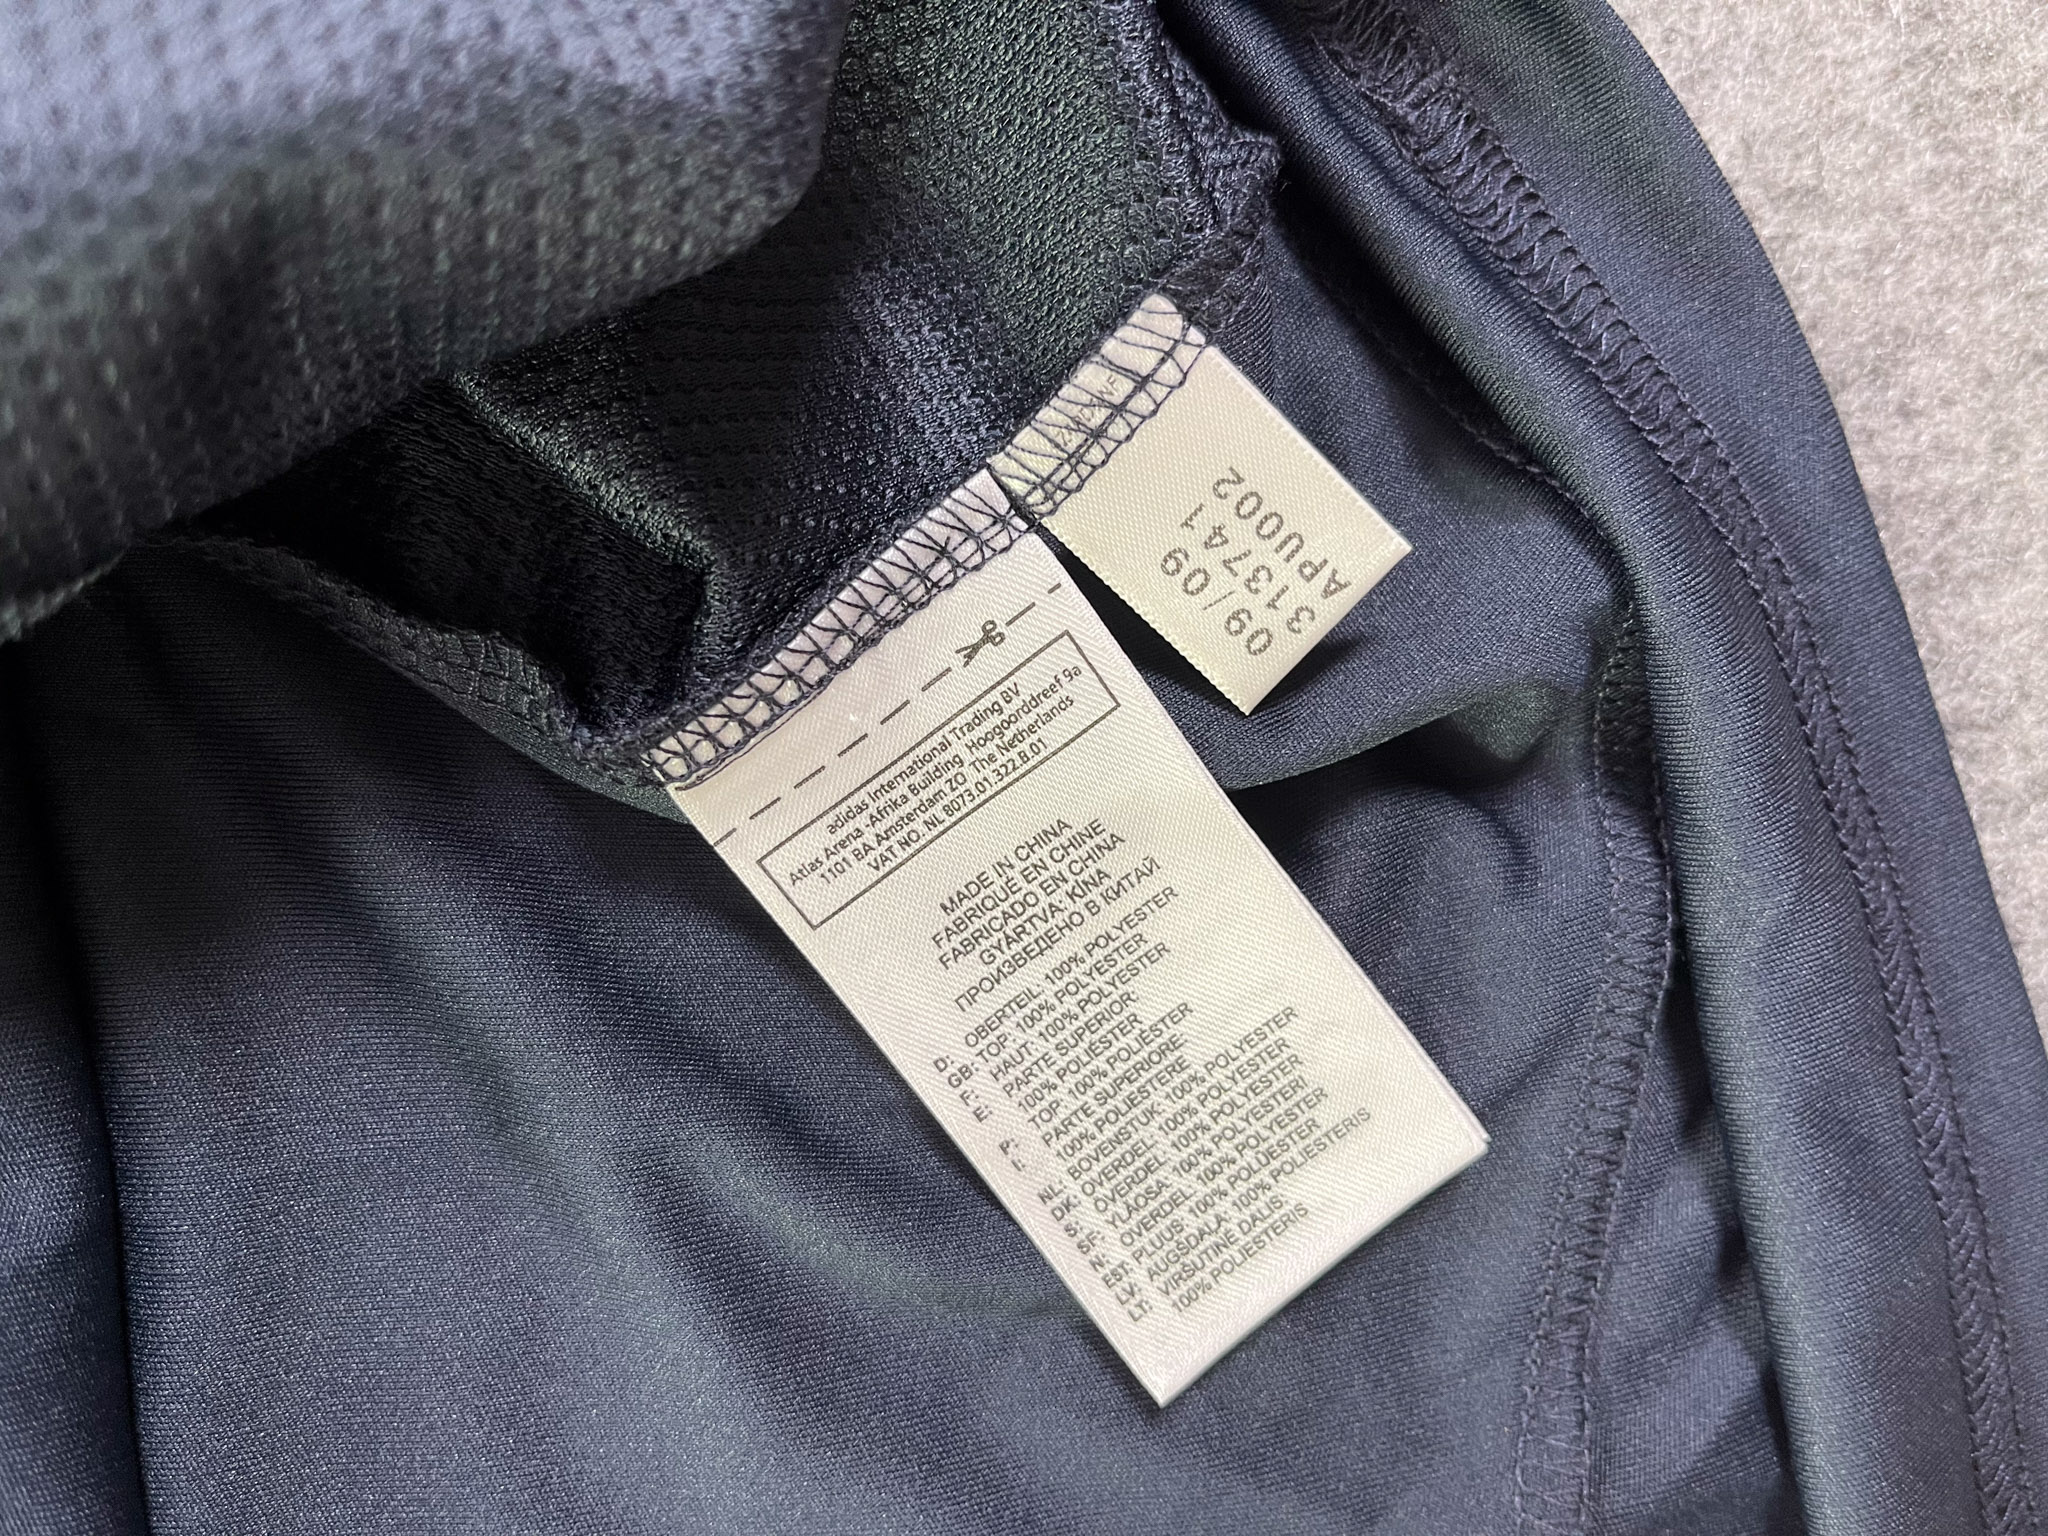 09/09
313741
APU002
adidas International Trading BV
Atlas Arena -Afrika Building Hoogoorddreef 9a
1101 BA Amsterdam ZO The Netherlands
VAT NO. NL 8073.01.322.B.01
MADE IN CHINA
FABRIQUÉ EN CHINE
FABRICADO EN CHINA
GYÁRTVA: KÍNA
ПРОИЗВЕДЕНО В КИТАЙ
D: OBERTEIL: 100% POLYESTER
GB: TOP: 100% POLYESTER
F: HAUT: 100% POLYESTER
E: PARTE SUPERIOR:
100% POLIÉSTER
P: TOP: 100% POLIÉSTER
I: PARTE SUPERIORE
100% POLIESTERE
NL: BOVENSTUK: 100% POLYESTER
DK: OVERDEL: 100% POLYESTER
S: ÖVERDEL: 100% POLYESTER
SF: YLÄOSA: 100% POLYESTERI
N: OVERDEL: 100% POLYESTER
EST: PLUUS: 100% POLÜESTER
LV: AUGŠDAĻA: 100% POLIESTERIS
LT: VIRŠUTINĖ DALIS:
100% POLIESTERIS